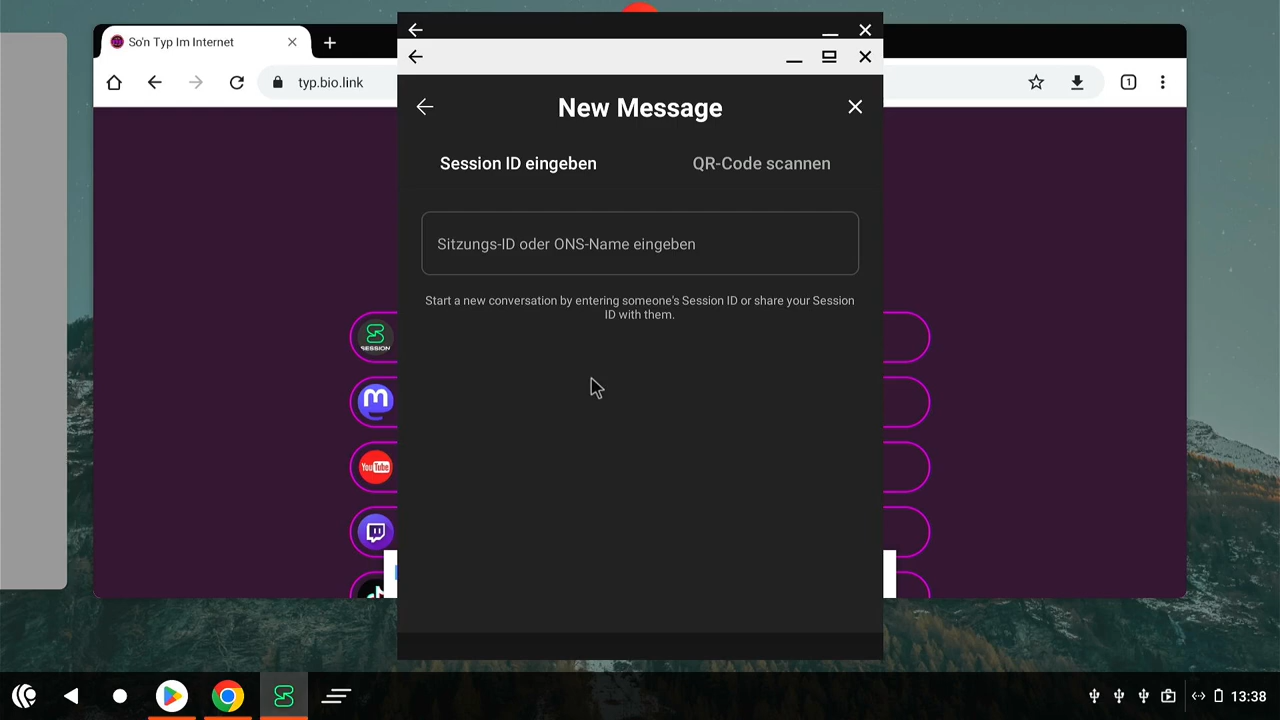 So'n Typ Im Internet
typ.bio.link
1
New Message
Session ID eingeben
QR-Code scannen
Sitzungs-ID oder ONS-Name eingeben
Start a new conversation by entering someone's Session ID or share your Session
ID with them.
SESSION
YouTube
13:38